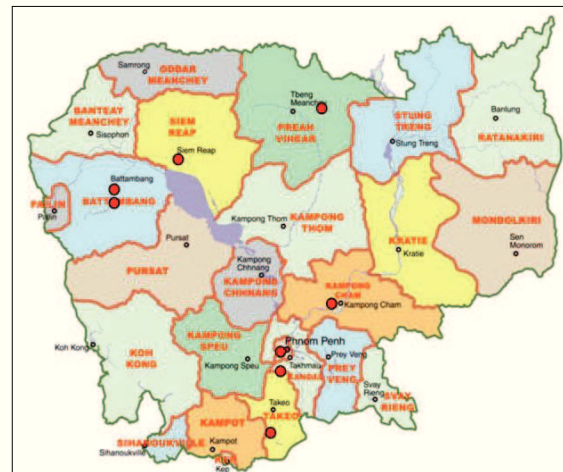 Samrong
ODDAR
MEANCHEY
BANTEAY
MEANCHEY
Sisophon
SIEM
REAP
Siem Reap
Tbeng
Meanchey
PREAH
VIHEAR
STUNG
TRENG
Stung Treng
Banlung
RATANAKIRI
Battambang
BATTAMBANG
PAILIN
Pailin
Pursat
PURSAT
Kampong Thom
KAMPONG
THOM
KRATIE
Kratie
MONDOLKIRI
Sen
Monorom
Kampong
Chhnang
KAMPONG
CHHNANG
KAMPONG
CHAM
Kampong Cham
Koh Kong
KOH
KONG
KAMPONG
SPEU
Kampong Speu
Phnom Penh
Takhmau
KANDAL
Prey Veng
PREY
VENG
Svay
Rieng
SVAY
RIENG
Takeo
TAKEO
KAMPOT
Kampot
SIHANOUKVILLE
Sihanoukville
KEP
Kep